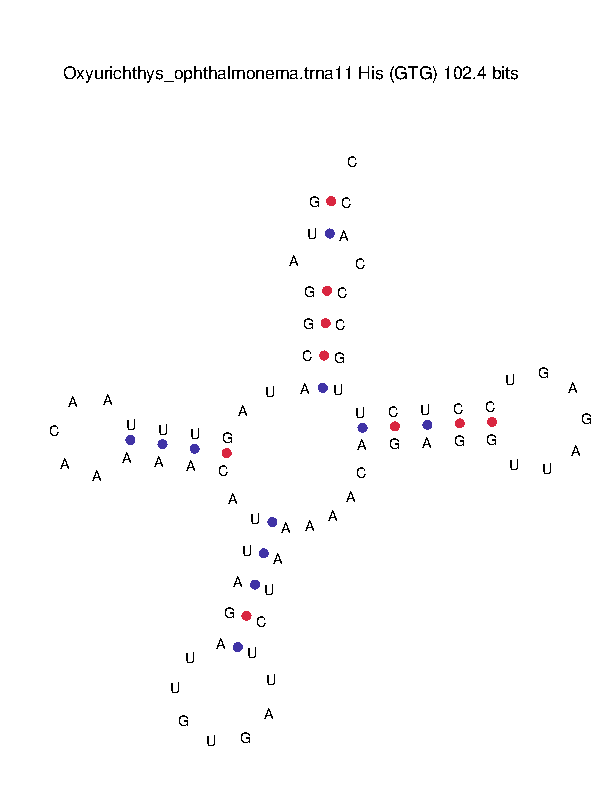 Oxyurichthys_ophthalmonema.trna11 His (GTG) 102.4 bits
C
G C
U A
A C
G C
G C
C G
A U
U G A G A U U
U C U C C
A G A G G
U A
A A C A A
U U U G
A A A C
C A
A A A
A
U A
U A
A U
G C
A U
U U
U A
G U G